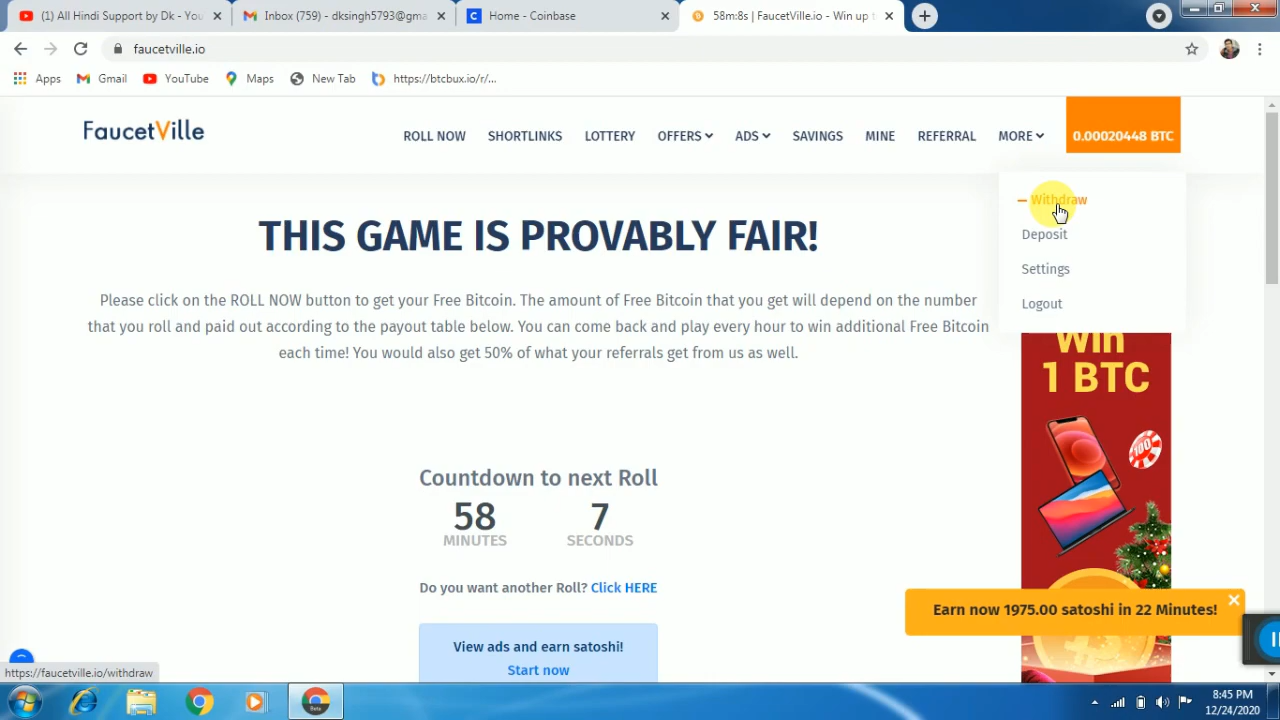 (1) All Hindi Support by Dk - You
Inbox (759) - dksingh5793@gma
Home - Coinbase
58m:8s | FaucetVille.io - Win up t
faucetville.io
Apps
Gmail
YouTube
Maps
New Tab
https://btcbux.io/r/...
FaucetVille
ROLL NOW
SHORTLINKS
LOTTERY
OFFERS
ADS
SAVINGS
MINE
REFERRAL
MORE
0.00020448 BTC
Withdraw
Deposit
Settings
Logout
THIS GAME IS PROVABLY FAIR!
Please click on the ROLL NOW button to get your Free Bitcoin. The amount of Free Bitcoin that you get will depend on the number
that you roll and paid out according to the payout table below. You can come back and play every hour to win additional Free Bitcoin
each time! You would also get 50% of what your referrals get from us as well.
Win
1 BTC
100
Countdown to next Roll
58 7
MINUTES SECONDS
Do you want another Roll? Click HERE
View ads and earn satoshi!
Start now
Earn now 1975.00 satoshi in 22 Minutes!
https://faucetville.io/withdraw
Beta
8:45 PM
12/24/2020